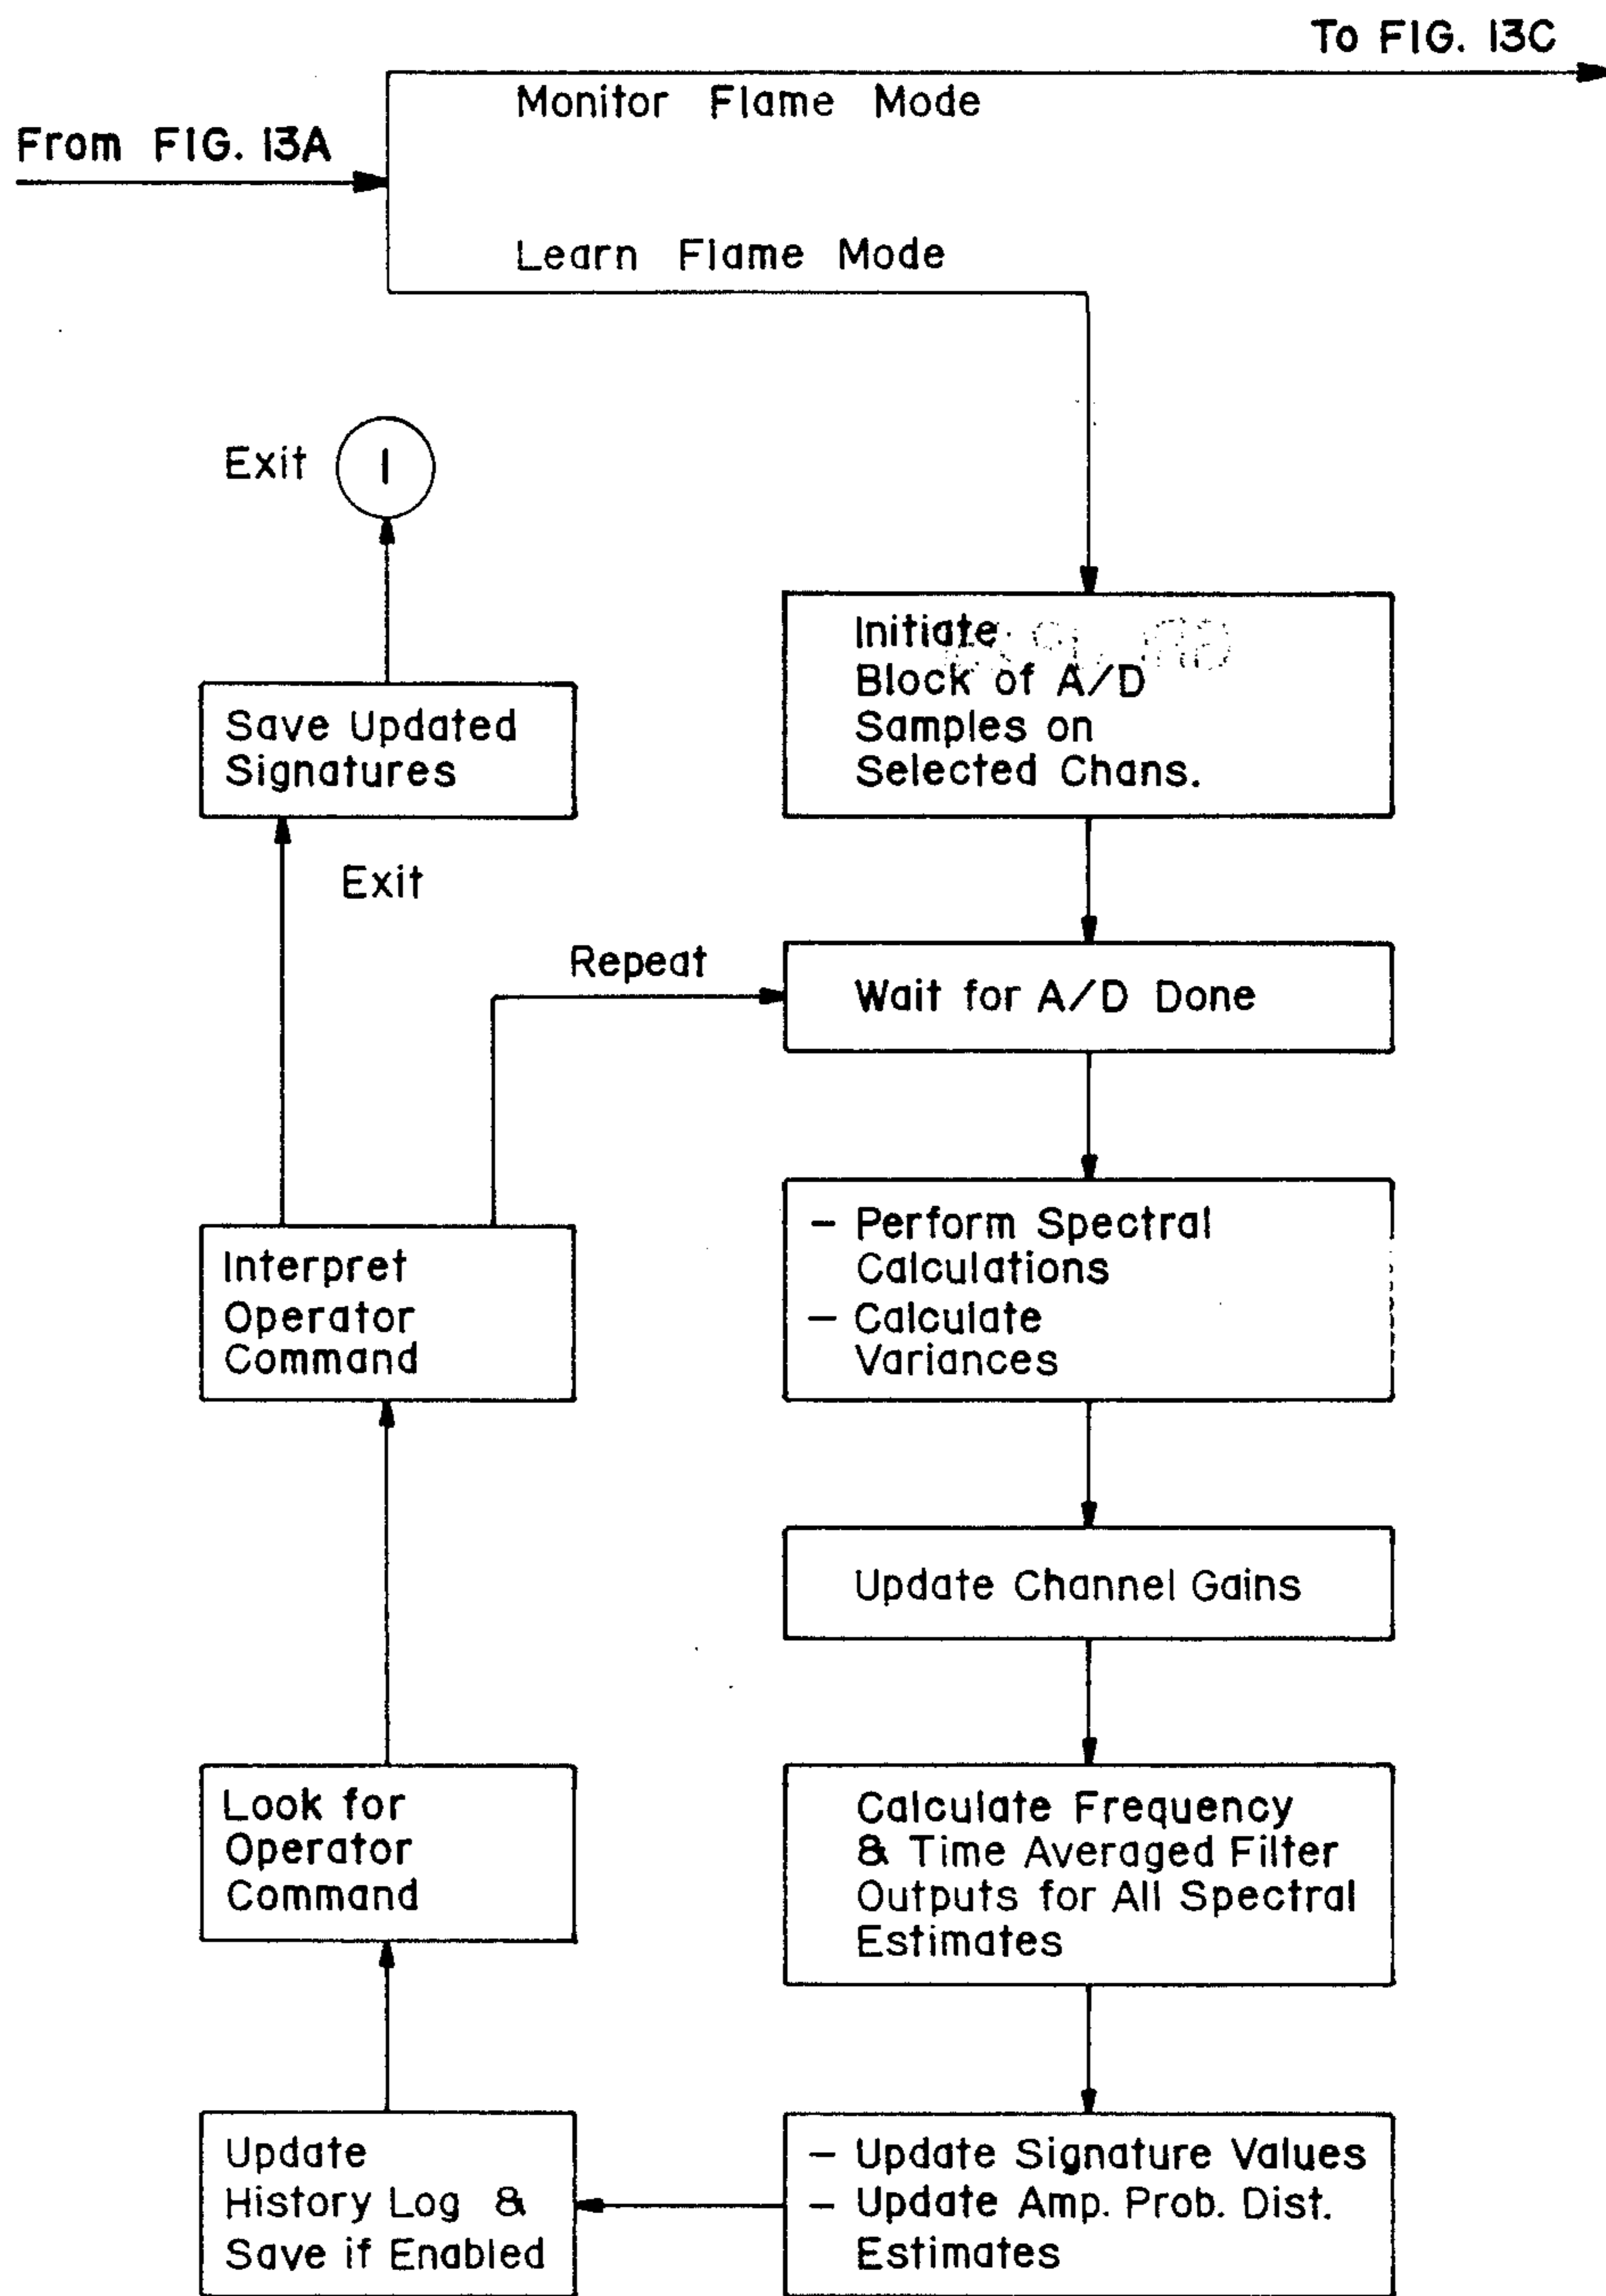 To FIG. 13C
Monitor Flame Mode
From FIG. 13A
Learn Flame Mode
Exit
1
Initiate
Block of A/D
Samples on
Selected Chans.
Save Updated
Signatures
Exit
Repeat
Wait for A/D Done
– Perform Spectral
Calculations
– Calculate
Variances
Interpret
Operator
Command
Update Channel Gains
Look for
Operator
Command
Calculate Frequency
& Time Averaged Filter
Outputs for All Spectral
Estimates
Update
History Log &
Save if Enabled
– Update Signature Values
– Update Amp. Prob. Dist.
Estimates